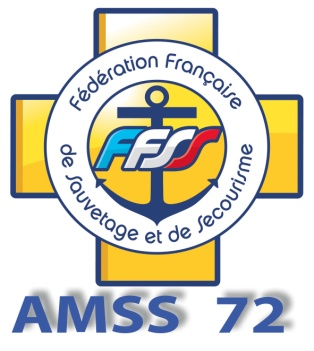 Fédération Française
FFSS
de Sauvetage et de Secourisme
AMSS 72